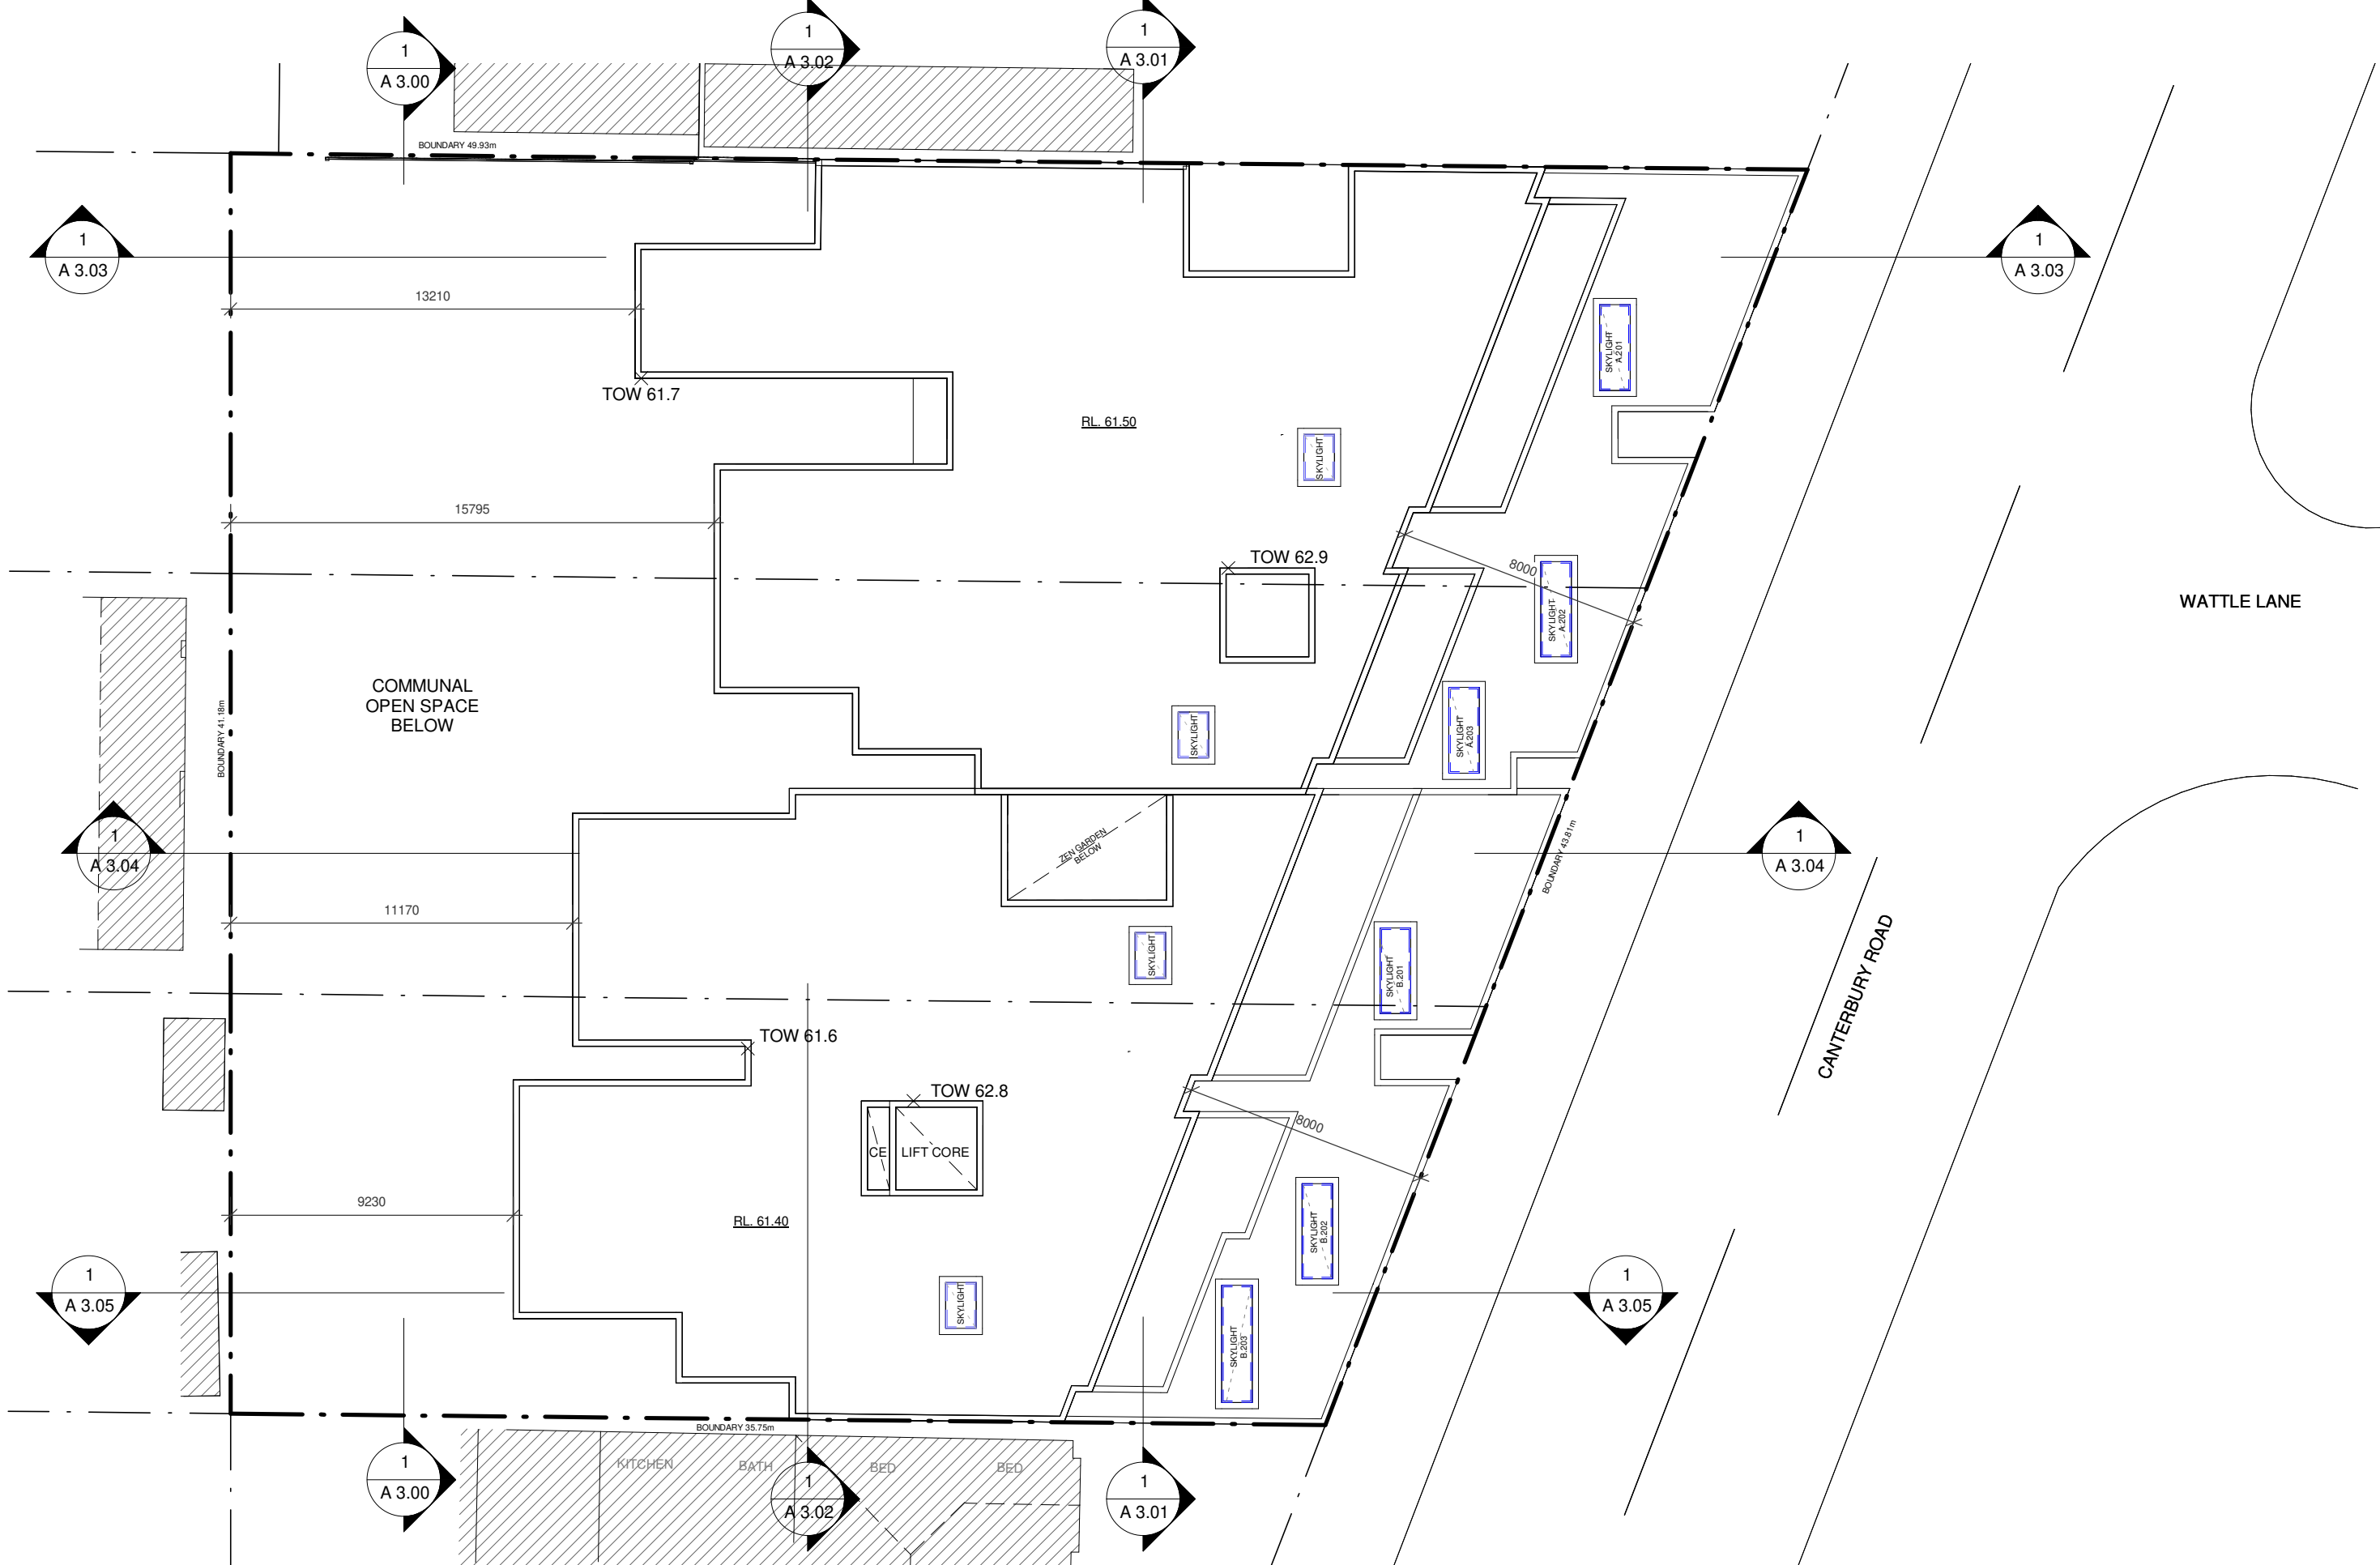 1
A 3.00
1
A 3.02
1
A 3.01
BOUNDARY 49.93m
1
A 3.03
1
A 3.03
13210
SKYLIGHT
A.201
TOW 61.7
RL. 61.50
SKYLIGHT
15795
TOW 62.9
8000
SKYLIGHT
A.202
WATTLE LANE
COMMUNAL
OPEN SPACE
BELOW
BOUNDARY 41.18m
SKYLIGHT
SKYLIGHT
A.203
ZEN GARDEN
BELOW
1
A 3.04
BOUNDARY 43.81m
1
A 3.04
11170
SKYLIGHT
SKYLIGHT
B.201
CANTERBURY ROAD
TOW 61.6
TOW 62.8
CE
LIFT CORE
8000
9230
RL. 61.40
SKYLIGHT
B.202
1
A 3.05
SKYLIGHT
SKYLIGHT
B.203
1
A 3.05
BOUNDARY 35.75m
KITCHEN
BATH
BED
BED
1
A 3.00
1
A 3.02
1
A 3.01